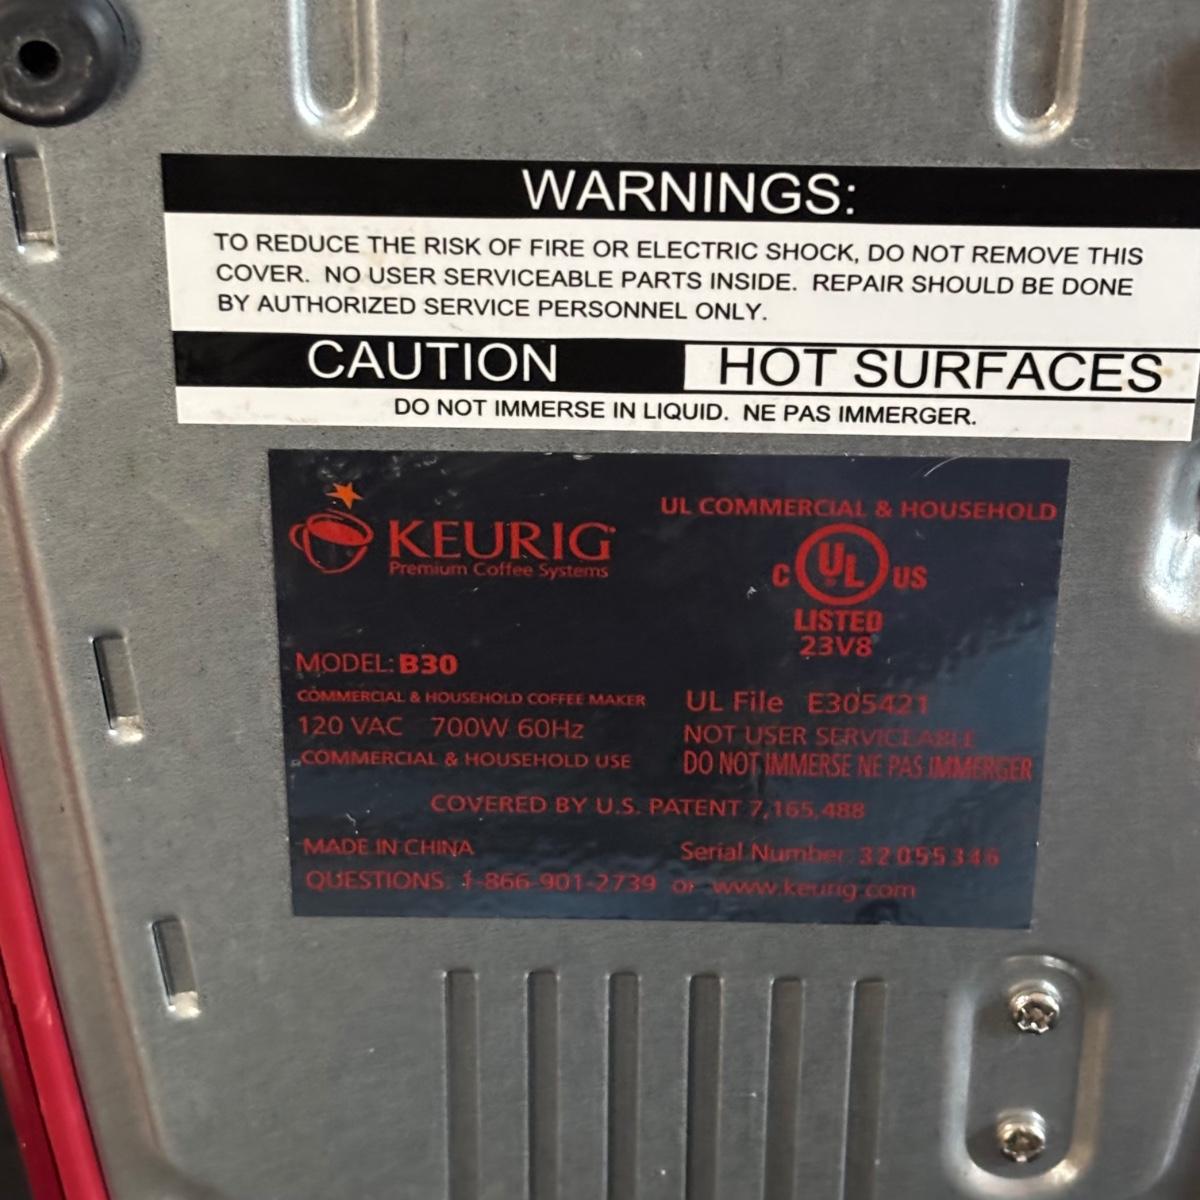 WARNINGS:
TO REDUCE THE RISK OF FIRE OR ELECTRIC SHOCK, DO NOT REMOVE THIS
COVER. NO USER SERVICEABLE PARTS INSIDE. REPAIR SHOULD BE DONE
BY AUTHORIZED SERVICE PERSONNEL ONLY.
CAUTION HOT SURFACES
DO NOT IMMERSE IN LIQUID. NE PAS IMMERGER.
KEURIG
Premium Coffee Systems
UL COMMERCIAL & HOUSEHOLD
C UL US
LISTED
23V8
MODEL: B30
COMMERCIAL & HOUSEHOLD COFFEE MAKER
120 VAC 700W 60Hz
COMMERCIAL & HOUSEHOLD USE
UL File E305421
NOT USER SERVICEABLE
DO NOT IMMERSE NE PAS IMMERGER
COVERED BY U.S. PATENT 7,165,488
MADE IN CHINA
Serial Number: 32055346
QUESTIONS: 1-866-901-2739 or www.keurig.com